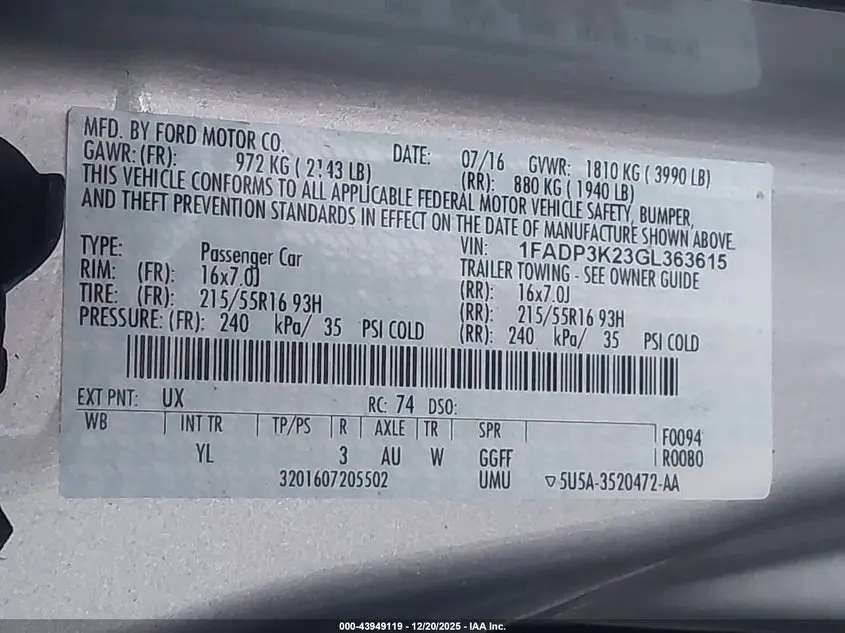 MFD. BY FORD MOTOR CO. DATE: 07/16 GVWR: 1810 KG ( 3990 LB)
GAWR: (FR): 972 KG ( 2143 LB) (RR): 880 KG ( 1940 LB)
THIS VEHICLE CONFORMS TO ALL APPLICABLE FEDERAL MOTOR VEHICLE SAFETY, BUMPER,
AND THEFT PREVENTION STANDARDS IN EFFECT ON THE DATE OF MANUFACTURE SHOWN ABOVE.
VIN: 1FADP3K23GL363615
TYPE: Passenger Car TRAILER TOWING - SEE OWNER GUIDE
RIM: (FR): 16x7.0J (RR): 16x7.0J
TIRE: (FR): 215/55R16 93H (RR): 215/55R16 93H
PRESSURE: (FR): 240 kPa/ 35 PSI COLD (RR): 240 kPa/ 35 PSI COLD
EXT PNT: UX RC: 74 DSO:
WB INT TR TP/PS R AXLE TR SPR F0094
YL 3 AU W GGFF R0080
3201607205502 UMU ▽5U5A-3520472-AA
000-43949119 - 12/20/2025 - IAA Inc.